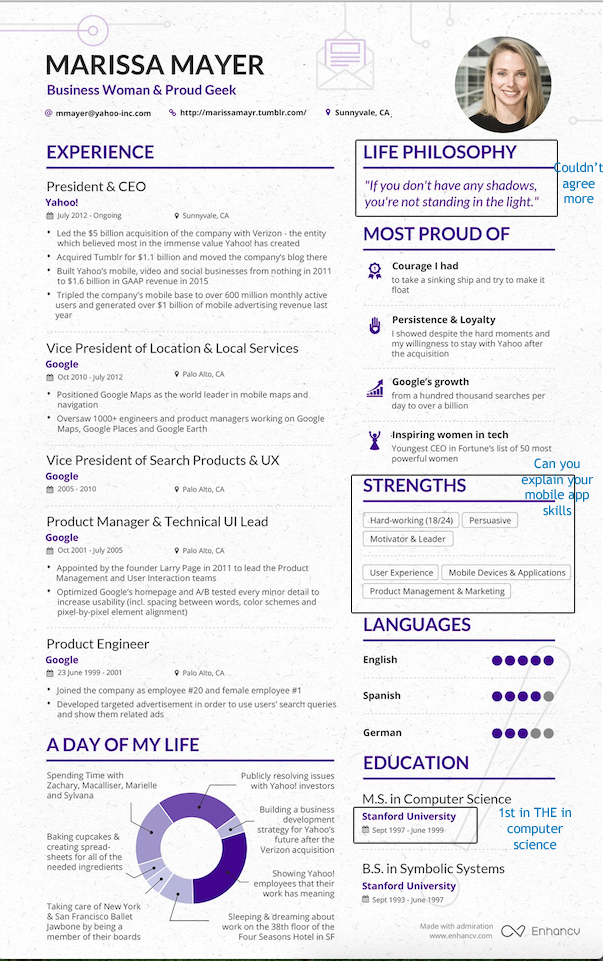 MARISSA MAYER
Business Woman & Proud Geek
mmayer@yahoo-inc.com http://marissamayr.tumblr.com/ Sunnyvale, CA
EXPERIENCE
President & CEO
Yahoo!
July 2012 - Ongoing Sunnyvale, CA
• Led the $5 billion acquisition of the company with Verizon - the entity
which believed most in the immense value Yahoo! has created
• Acquired Tumblr for $1.1 billion and moved the company's blog there
• Built Yahoo's mobile, video and social businesses from nothing in 2011
to $1.6 billion in GAAP revenue in 2015
• Tripled the company's mobile base to over 600 million monthly active
users and generated over $1 billion of mobile advertising revenue last
year
Vice President of Location & Local Services
Google
Oct 2010 - July 2012 Palo Alto, CA
• Positioned Google Maps as the world leader in mobile maps and
navigation
• Oversaw 1000+ engineers and product managers working on Google
Maps, Google Places and Google Earth
Vice President of Search Products & UX
Google
2005 - 2010 Palo Alto, CA
Product Manager & Technical UI Lead
Google
Oct 2001 - July 2005 Palo Alto, CA
• Appointed by the founder Larry Page in 2011 to lead the Product
Management and User Interaction teams
• Optimized Google's homepage and A/B tested every minor detail to
increase usability (incl. spacing between words, color schemes and
pixel-by-pixel element alignment)
Product Engineer
Google
23 June 1999 - 2001 Palo Alto, CA
• Joined the company as employee #20 and female employee #1
• Developed targeted advertisement in order to use users' search queries
and show them related ads
A DAY OF MY LIFE
Spending Time with
Zachary, Macalliser, Marielle
and Sylvana
Baking cupcakes &
creating spread-
sheets for all of the
needed ingredients
Taking care of New York
& San Francisco Ballet
Jawbone by being a
member of their boards
Publicly resolving issues
with Yahoo! investors
Building a business
development
strategy for Yahoo's
future after the
Verizon acquisition
Showing Yahoo!
employees that their
work has meaning
Sleeping & dreaming about
work on the 38th floor of the
Four Seasons Hotel in SF
LIFE PHILOSOPHY
"If you don't have any shadows,
you're not standing in the light."
Couldn't
agree
more
MOST PROUD OF
Courage I had
to take a sinking ship and try to make it
float
Persistence & Loyalty
I showed despite the hard moments and
my willingness to stay with Yahoo after
the acquisition
Google's growth
from a hundred thousand searches per
day to over a billion
Inspiring women in tech
Youngest CEO in Fortune's list of 50 most
powerful women
Can you
explain your
mobile app
skills
STRENGTHS
Hard-working (18/24) Persuasive
Motivator & Leader
User Experience Mobile Devices & Applications
Product Management & Marketing
LANGUAGES
English
Spanish
German
EDUCATION
M.S. in Computer Science
Stanford University
Sept 1997 - June 1999
1st in THE in
computer
science
B.S. in Symbolic Systems
Stanford University
Sept 1993 - June 1997
Made with admiration
www.enhancv.com
Enhancv